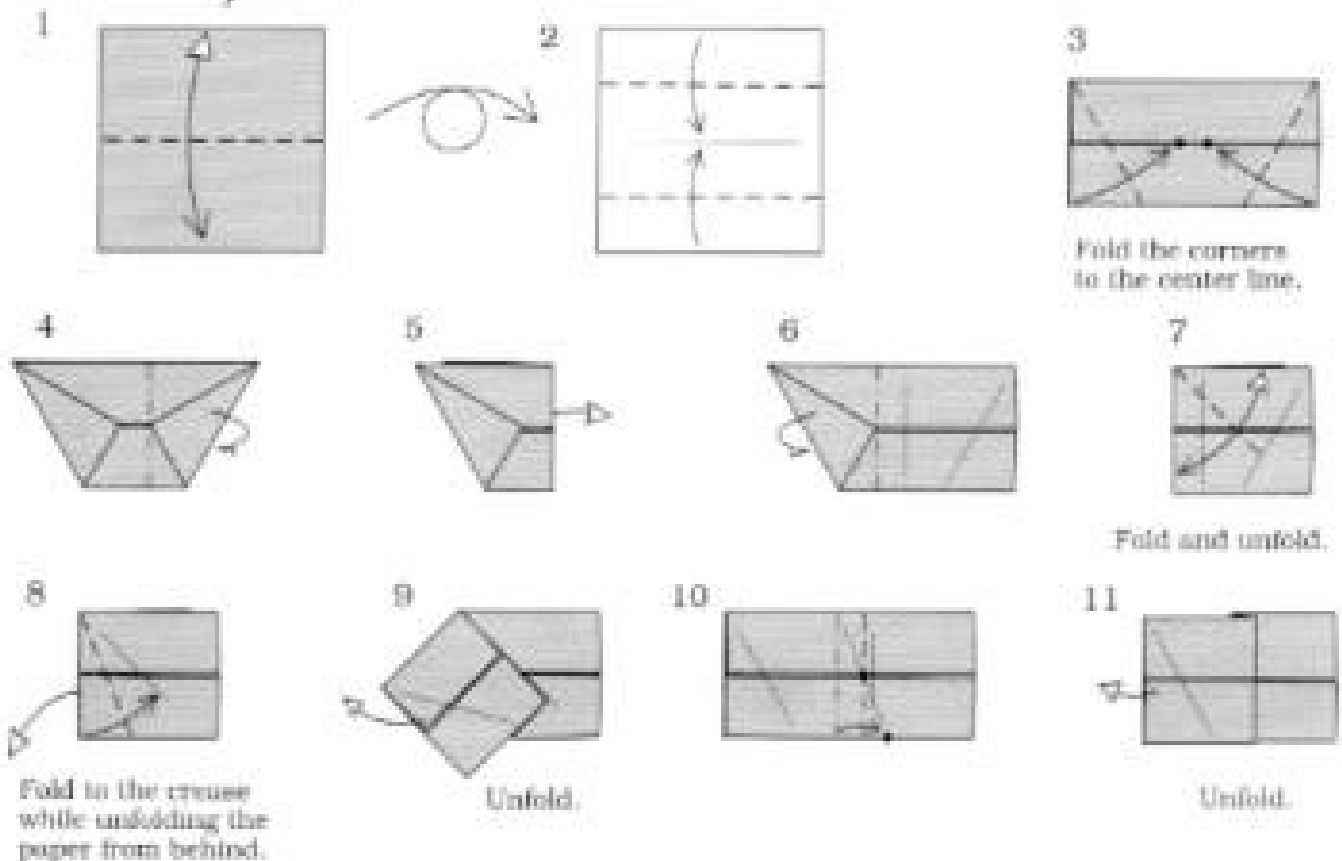 1
2
3
Fold the corners
to the center line.
4
5
6
7
Fold and unfold.
8
9
10
11
Fold to the crease
while unfolding the
paper from behind.
Unfold.
Unfold.